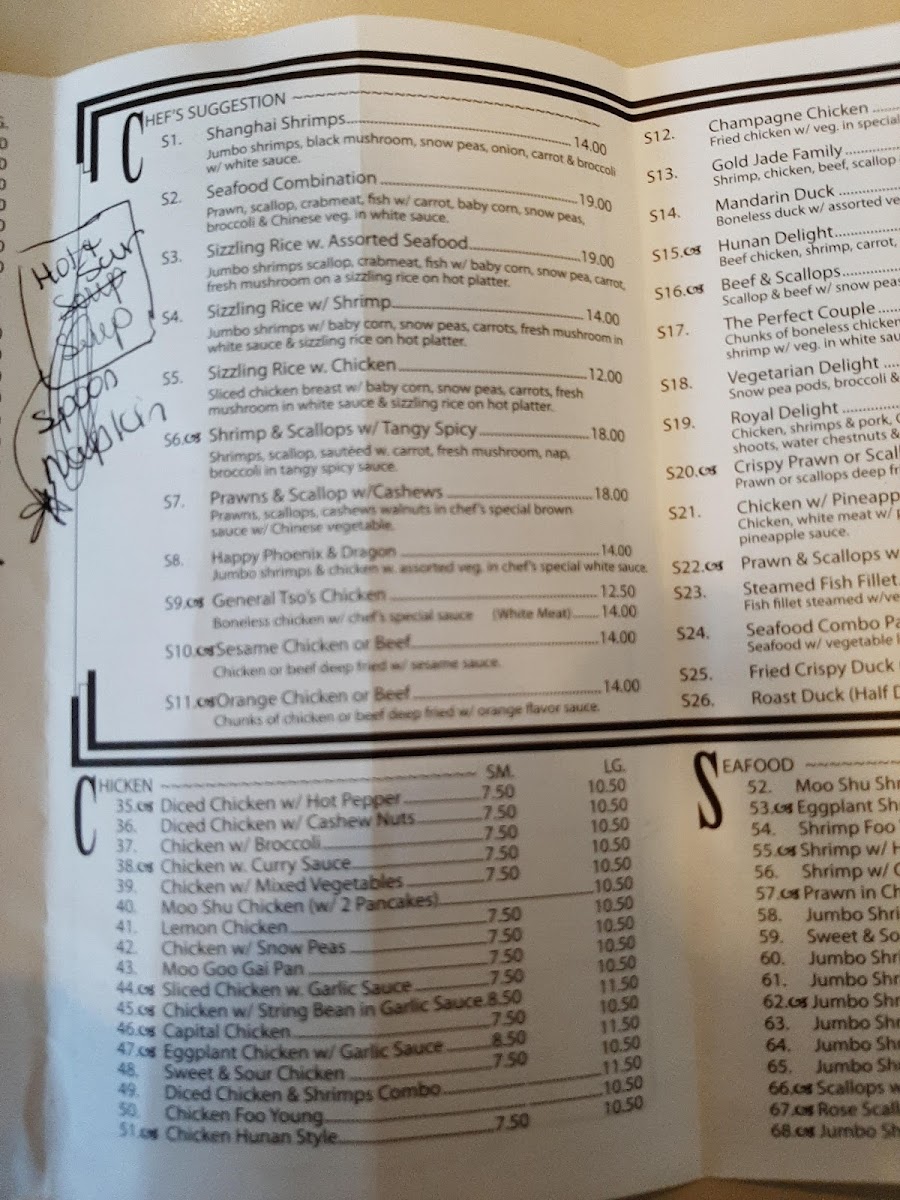 CHEF'S SUGGESTION
S1. Shanghai Shrimps 14.00
Jumbo shrimps, black mushroom, snow peas, onion, carrot & broccoli
w/ white sauce.
S2. Seafood Combination 19.00
Prawn, scallop, crabmeat, fish w/ carrot, baby corn, snow peas,
broccoli & Chinese veg. in white sauce.
S3. Sizzling Rice w. Assorted Seafood 19.00
Jumbo shrimps scallop, crabmeat, fish w/ baby corn, snow pea, carrot,
fresh mushroom on a sizzling rice on hot platter.
S4. Sizzling Rice w/ Shrimp 14.00
Jumbo shrimps w/ baby corn, snow peas, carrots, fresh mushroom in
white sauce & sizzling rice on hot platter.
S5. Sizzling Rice w. Chicken 12.00
Sliced chicken breast w/ baby corn, snow peas, carrots, fresh
mushroom in white sauce & sizzling rice on hot platter.
S6. Shrimp & Scallops w/ Tangy Spicy 18.00
Shrimps, scallop, sautéed w. carrot, fresh mushroom, nap,
broccoli in tangy spicy sauce.
S7. Prawns & Scallop w/Cashews 18.00
Prawns, scallops, cashews walnuts in chef's special brown
sauce w/ Chinese vegetable.
S8. Happy Phoenix & Dragon 14.00
Jumbo shrimps & chicken w. assorted veg. in chef's special white sauce.
S9. General Tso's Chicken 12.50
Boneless chicken w/ chef's special sauce (White Meat) 14.00
S10. Sesame Chicken or Beef 14.00
Chicken or beef deep fried w/ sesame sauce.
S11. Orange Chicken or Beef 14.00
Chunks of chicken or beef deep fried w/ orange flavor sauce.
S12. Champagne Chicken
Fried chicken w/ veg. in special
S13. Gold Jade Family
Shrimp, chicken, beef, scallop
S14. Mandarin Duck
Boneless duck w/ assorted ve
S15. Hunan Delight
Beef chicken, shrimp, carrot,
S16. Beef & Scallops
Scallop & beef w/ snow peas
S17. The Perfect Couple
Chunks of boneless chicken
shrimp w/ veg. in white sau
S18. Vegetarian Delight
Snow pea pods, broccoli &
S19. Royal Delight
Chicken, shrimps & pork, C
shoots, water chestnuts &
S20. Crispy Prawn or Scall
Prawn or scallops deep fr
S21. Chicken w/ Pineapp
Chicken, white meat w/ p
pineapple sauce.
S22. Prawn & Scallops w
S23. Steamed Fish Fillet
Fish fillet steamed w/ve
S24. Seafood Combo Pa
Seafood w/ vegetable
S25. Fried Crispy Duck
S26. Roast Duck (Half D
Soup
Spoon
napkin
CHICKEN SM. LG.
35. Diced Chicken w/ Hot Pepper 7.50 10.50
36. Diced Chicken w/ Cashew Nuts 7.50 10.50
37. Chicken w/ Broccoli 7.50 10.50
38. Chicken w. Curry Sauce 7.50 10.50
39. Chicken w/ Mixed Vegetables 7.50 10.50
40. Moo Shu Chicken (w/ 2 Pancakes) 10.50
41. Lemon Chicken 7.50 10.50
42. Chicken w/ Snow Peas 7.50 10.50
43. Moo Goo Gai Pan 7.50 10.50
44. Sliced Chicken w. Garlic Sauce 7.50 10.50
45. Chicken w/ String Bean in Garlic Sauce 8.50 11.50
46. Capital Chicken 7.50 10.50
47. Eggplant Chicken w/ Garlic Sauce 8.50 11.50
48. Sweet & Sour Chicken 7.50 10.50
49. Diced Chicken & Shrimps Combo 11.50
50. Chicken Foo Young 10.50
51. Chicken Hunan Style 7.50 10.50
SEAFOOD
52. Moo Shu Shr
53. Eggplant Sh
54. Shrimp Foo
55. Shrimp w/ H
56. Shrimp w/ C
57. Prawn in Ch
58. Jumbo Shri
59. Sweet & So
60. Jumbo Shr
61. Jumbo Shr
62. Jumbo Shr
63. Jumbo Shr
64. Jumbo Shr
65. Jumbo Sh
66. Scallops w
67. Rose Scall
68. Jumbo Sh